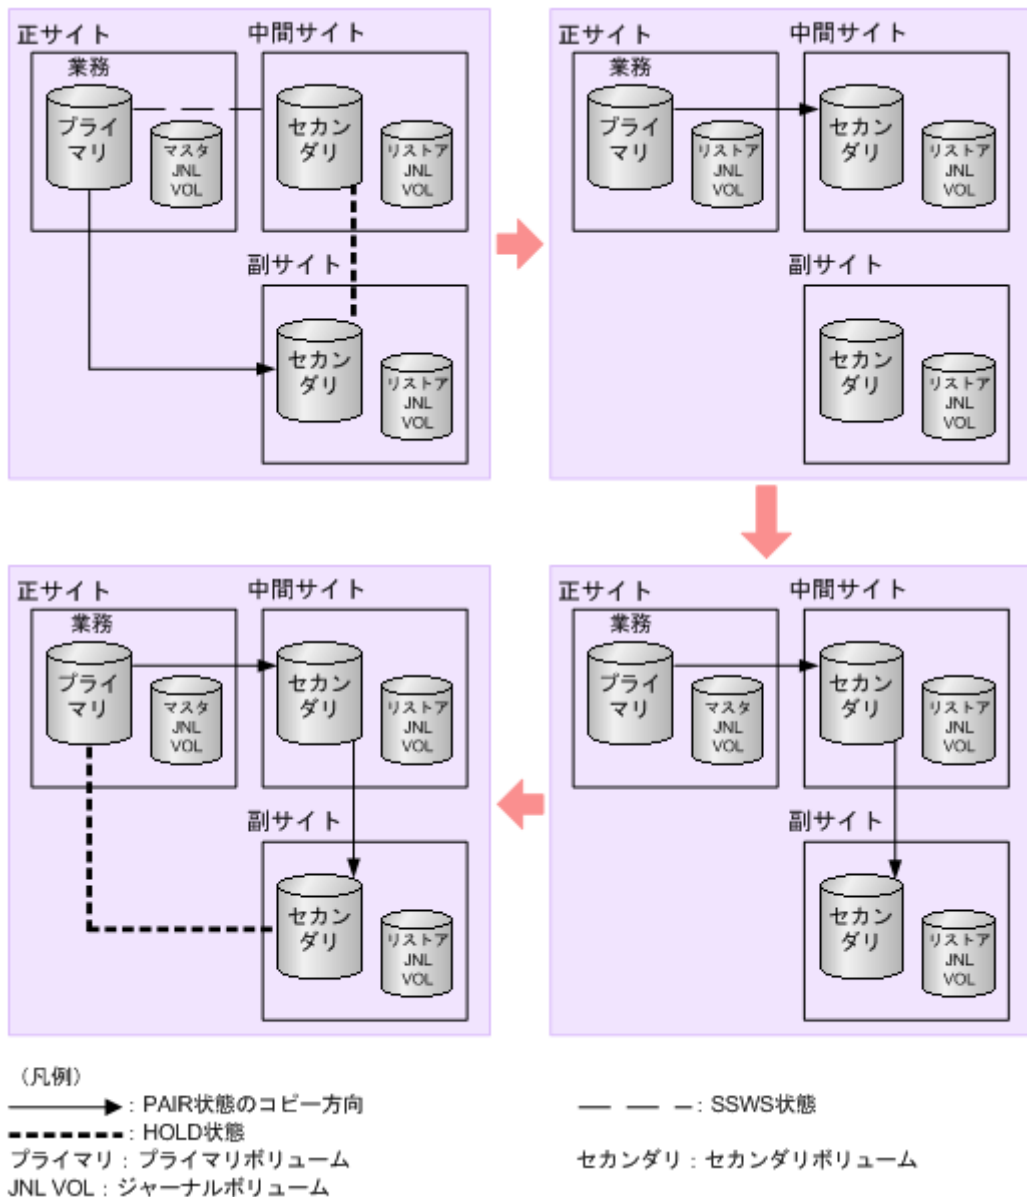 正サイト
中間サイト
業務
プライ
マリ
マスタ
JNL
VOL
セカン
ダリ
リストア
JNL
VOL
副サイト
セカン
ダリ
リストア
JNL
VOL
正サイト
中間サイト
業務
プライ
マリ
リストア
JNL
VOL
セカン
ダリ
リストア
JNL
VOL
副サイト
セカン
ダリ
リストア
JNL
VOL
正サイト
中間サイト
業務
プライ
マリ
マスタ
JNL
VOL
セカン
ダリ
リストア
JNL
VOL
副サイト
セカン
ダリ
リストア
JNL
VOL
正サイト
中間サイト
業務
プライ
マリ
マスタ
JNL
VOL
セカン
ダリ
リストア
JNL
VOL
副サイト
セカン
ダリ
リストア
JNL
VOL
（凡例）
：PAIR状態のコピー方向
：SSWS状態
：HOLD状態
プライマリ：プライマリボリューム
セカンダリ：セカンダリボリューム
JNL VOL：ジャーナルボリューム